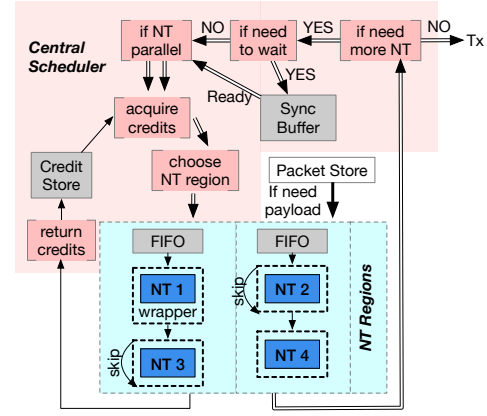 Central
Scheduler
if NT
parallel
NO
if need
to wait
YES
if need
more NT
NO
Tx
YES
Ready
acquire
credits
Sync
Buffer
Credit
Store
choose
NT region
Packet Store
If need
payload
return
credits
FIFO
FIFO
NT 1
wrapper
skip
NT 2
skip
NT 3
NT 4
NT Regions